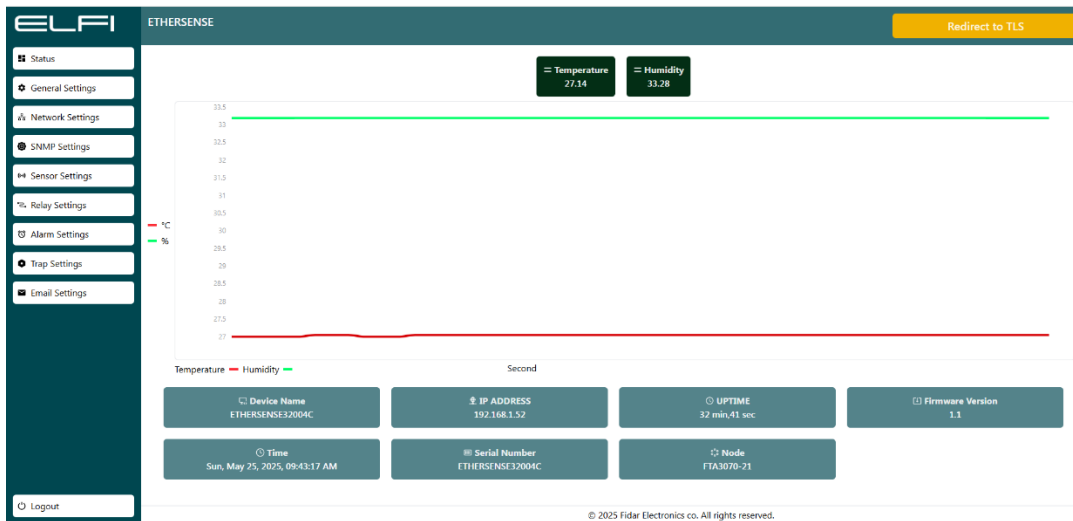 ELFI
ETHERSENSE
Redirect to TLS
Status
General Settings
Network Settings
SNMP Settings
Sensor Settings
Relay Settings
Alarm Settings
Trap Settings
Email Settings
Logout
Temperature
27.14
Humidity
33.28
33.5
33
32.5
32
31.5
31
30.5
30
29.5
29
28.5
28
27.5
27
°C
%
Temperature Humidity
Second
Device Name
ETHERSENSE32004C
IP ADDRESS
192.168.1.52
UPTIME
32 min,41 sec
Firmware Version
1.1
Time
Sun, May 25, 2025, 09:43:17 AM
Serial Number
ETHERSENSE32004C
Node
FTA3070-21
© 2025 Fidar Electronics co. All rights reserved.